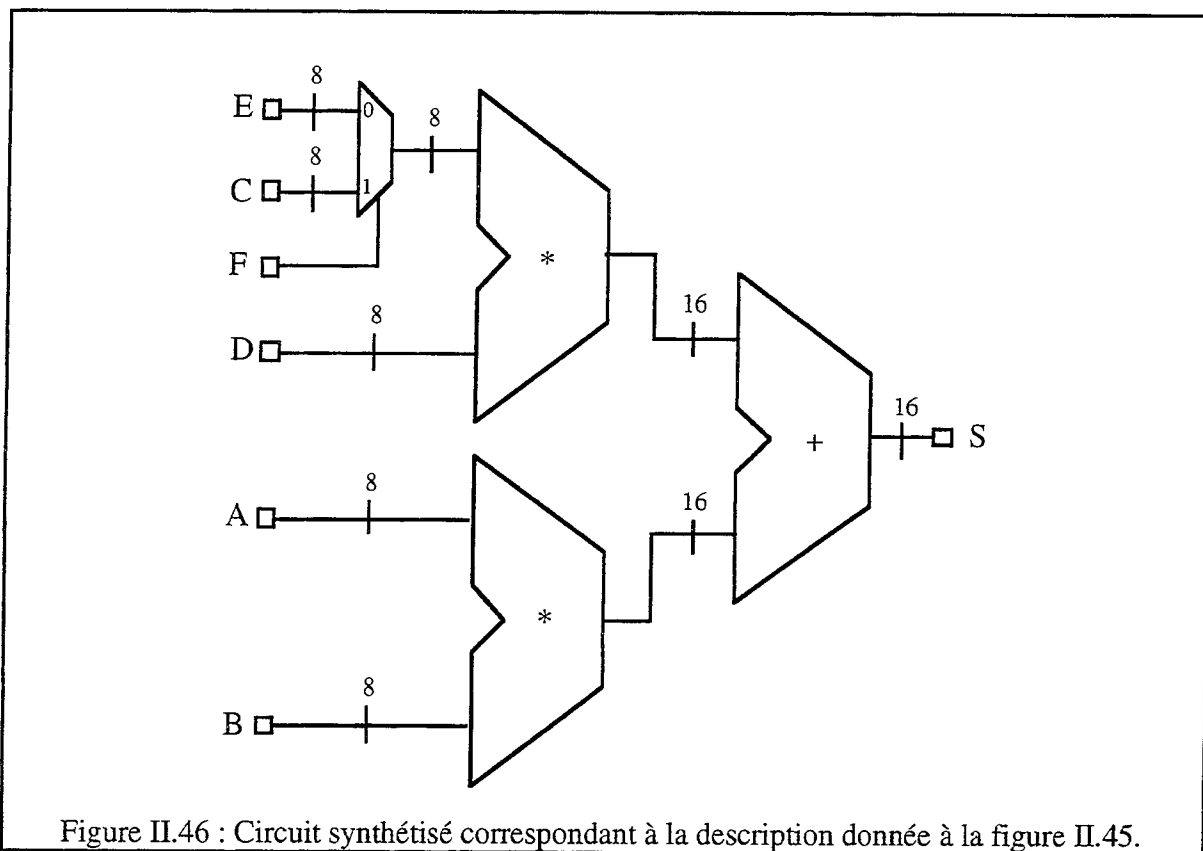 8
E
0
8
8
C
1
F
*
8
D
16
16
S
+
8
A
16
*
8
B
Figure II.46 : Circuit synthétisé correspondant à la description donnée à la figure II.45.